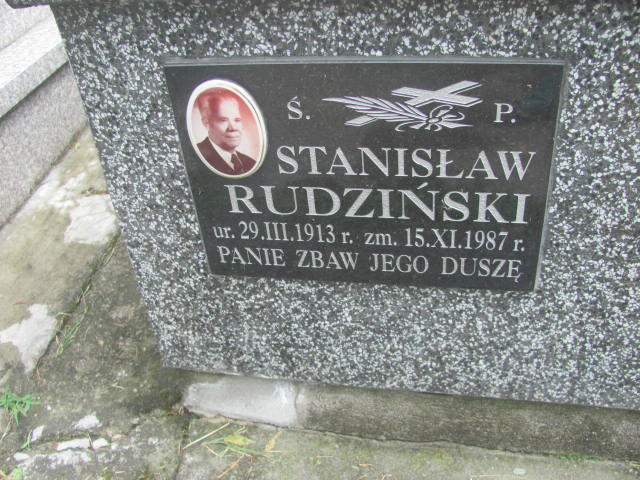 Ś. P.
STANISŁAW
RUDZIŃSKI
ur. 29.III.1913 r. zm. 15.XI.1987 r.
PANIE ZBAW JEGO DUSZĘ